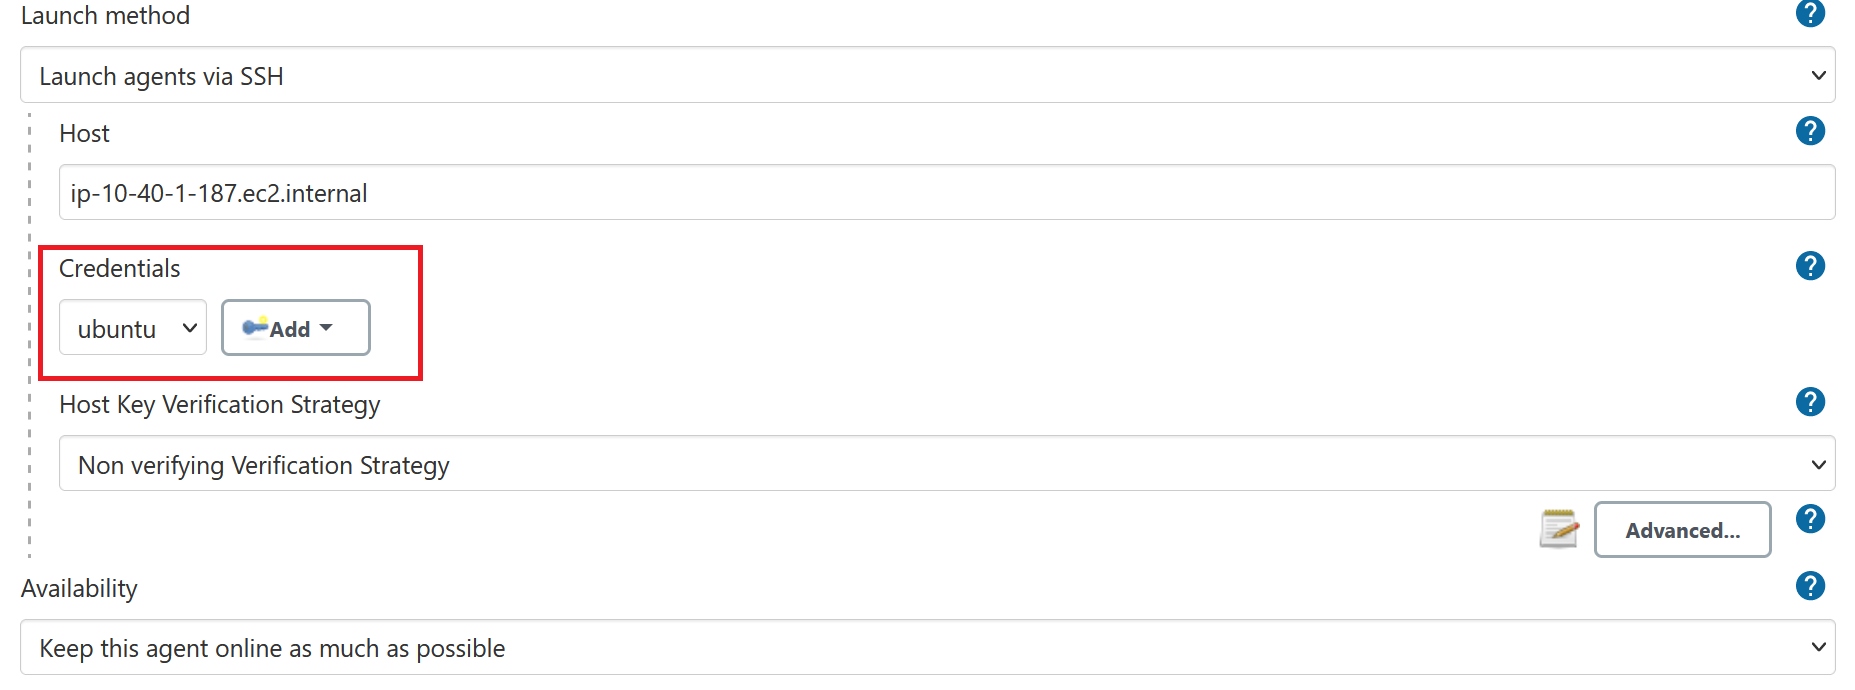 Launch method
?
Launch agents via SSH
Host
?
ip-10-40-1-187.ec2.internal
Credentials
?
ubuntu
Add
Host Key Verification Strategy
?
Non verifying Verification Strategy
Advanced...
?
Availability
?
Keep this agent online as much as possible